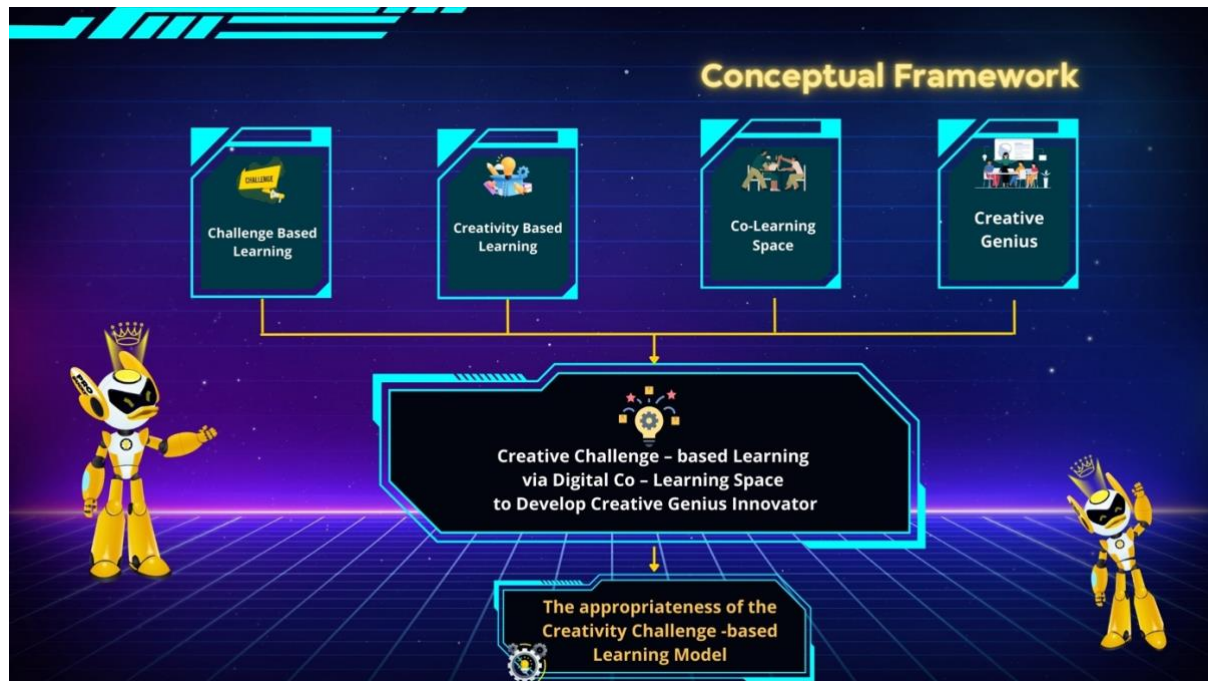 Conceptual Framework
CHALLENGE
Challenge Based
Learning
Creativity Based
Learning
Co-Learning
Space
Creative
Genius
Creative Challenge – based Learning
via Digital Co – Learning Space
to Develop Creative Genius Innovator
The appropriateness of the
Creativity Challenge -based
Learning Model